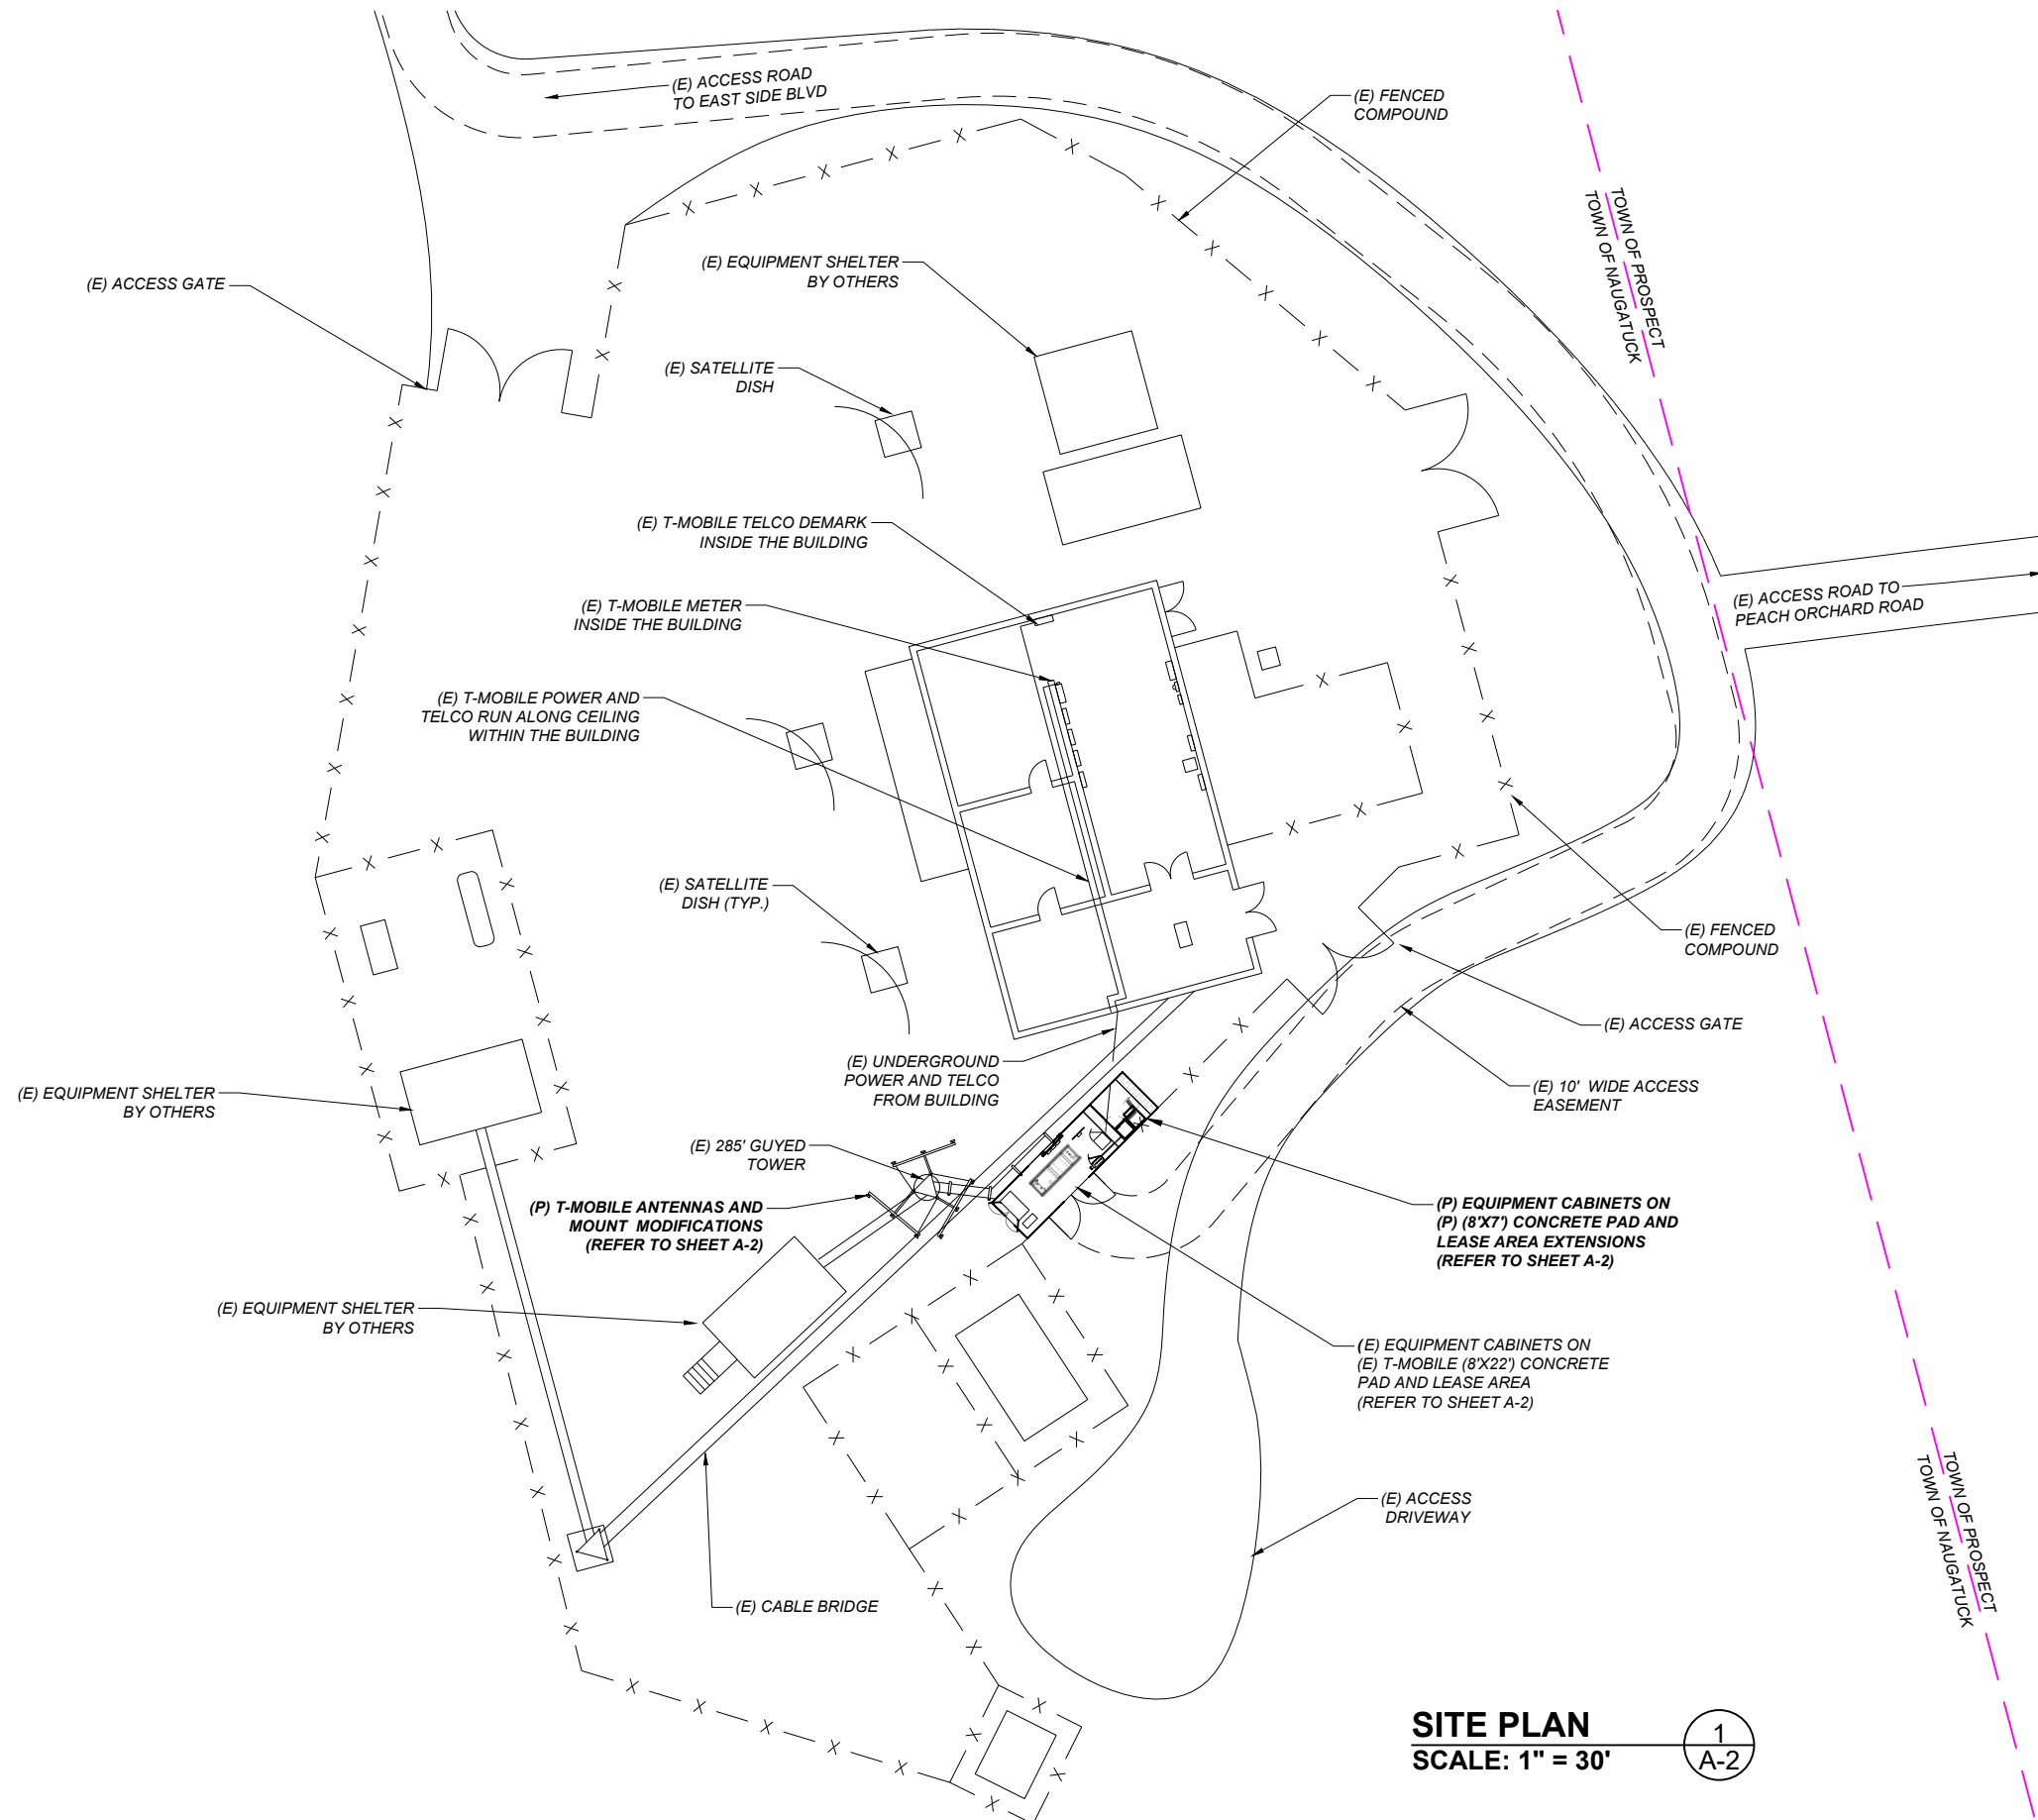 (E) ACCESS ROAD
TO EAST SIDE BLVD
(E) FENCED
COMPOUND
TOWN OF PROSPECT
TOWN OF NAUGATUCK
(E) ACCESS GATE
(E) EQUIPMENT SHELTER
BY OTHERS
(E) SATELLITE
DISH
(E) T-MOBILE TELCO DEMARK
INSIDE THE BUILDING
(E) T-MOBILE METER
INSIDE THE BUILDING
(E) ACCESS ROAD TO
PEACH ORCHARD ROAD
(E) T-MOBILE POWER AND
TELCO RUN ALONG CEILING
WITHIN THE BUILDING
(E) SATELLITE
DISH (TYP.)
(E) FENCED
COMPOUND
(E) ACCESS GATE
(E) UNDERGROUND
POWER AND TELCO
FROM BUILDING
(E) 10' WIDE ACCESS
EASEMENT
(E) EQUIPMENT SHELTER
BY OTHERS
(E) 285' GUYED
TOWER
(P) T-MOBILE ANTENNAS AND
MOUNT MODIFICATIONS
(REFER TO SHEET A-2)
(P) EQUIPMENT CABINETS ON
(P) (8'X7') CONCRETE PAD AND
LEASE AREA EXTENSIONS
(REFER TO SHEET A-2)
(E) EQUIPMENT SHELTER
BY OTHERS
(E) EQUIPMENT CABINETS ON
(E) T-MOBILE (8'X22') CONCRETE
PAD AND LEASE AREA
(REFER TO SHEET A-2)
(E) ACCESS
DRIVEWAY
TOWN OF PROSPECT
TOWN OF NAUGATUCK
(E) CABLE BRIDGE
SITE PLAN
SCALE: 1" = 30'
1
A-2